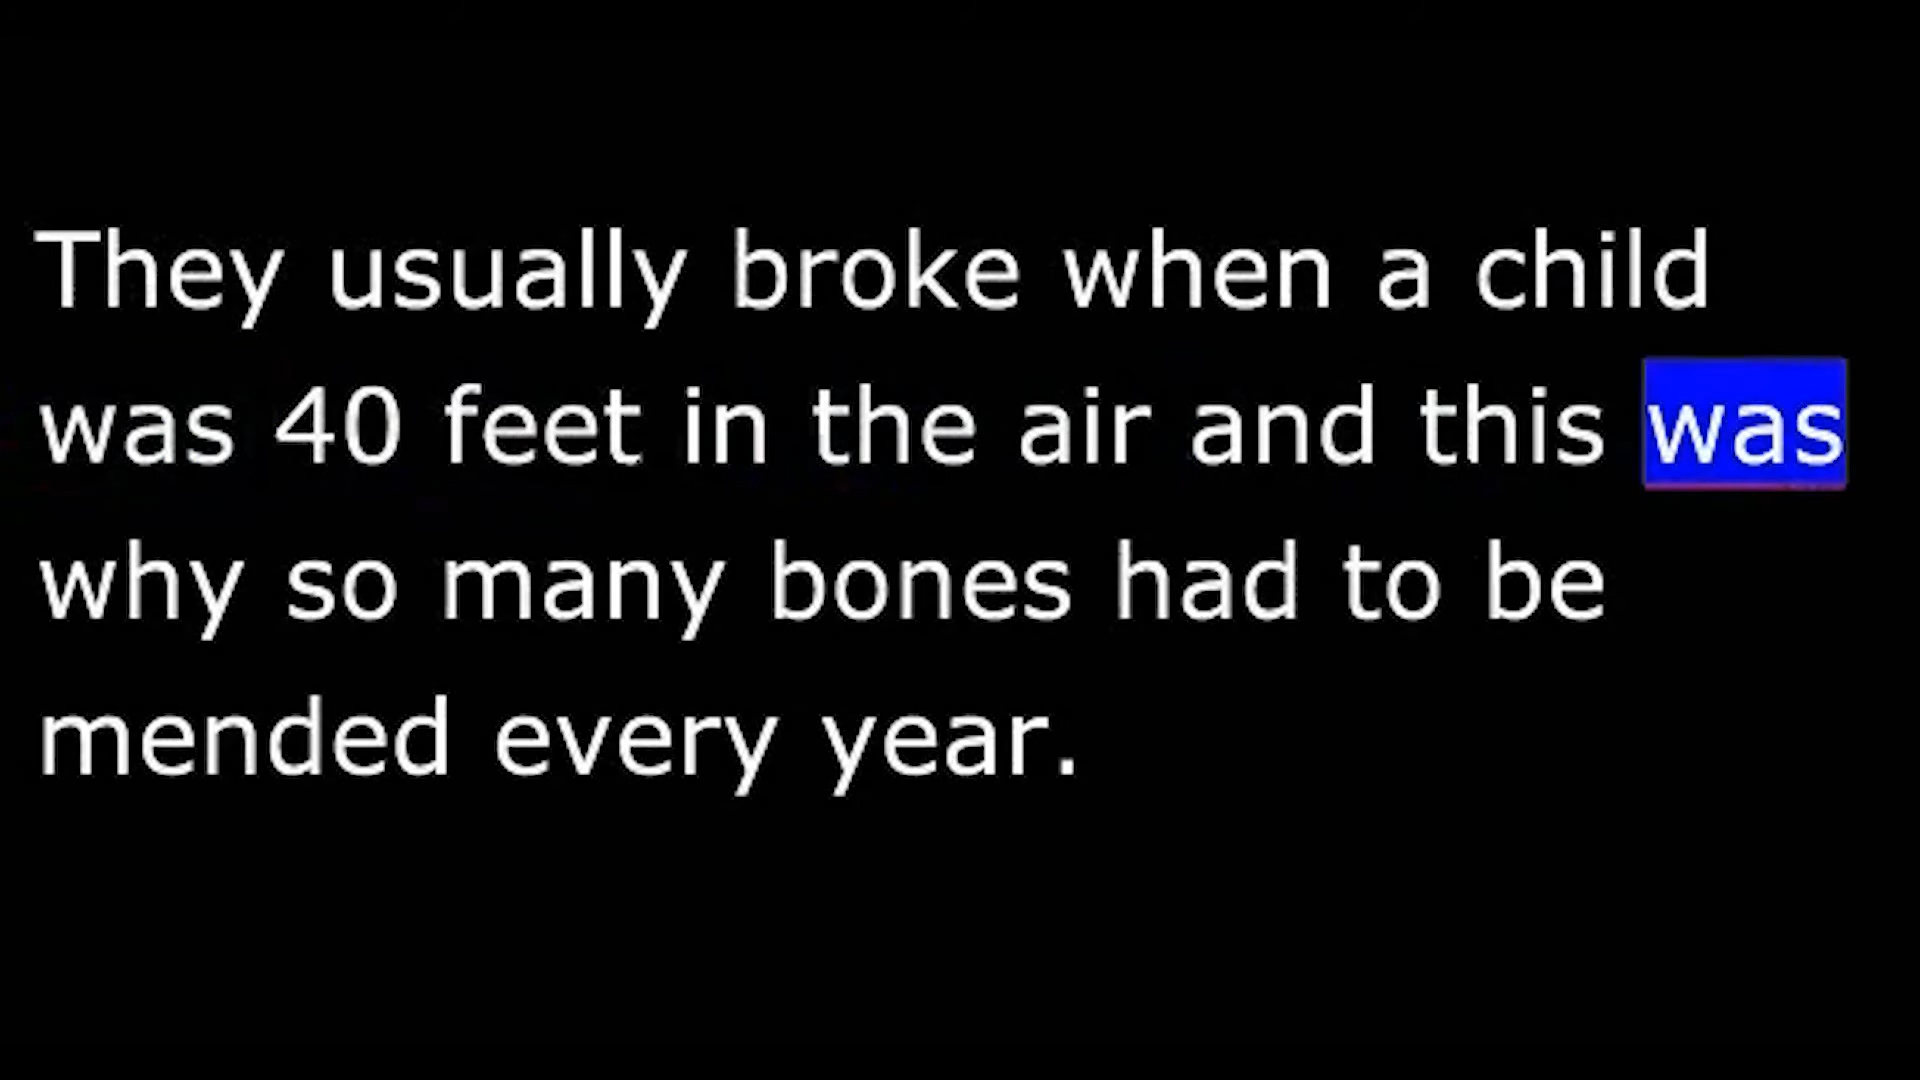 They usually broke when a child
was 40 feet in the air and this was
why so many bones had to be
mended every year.